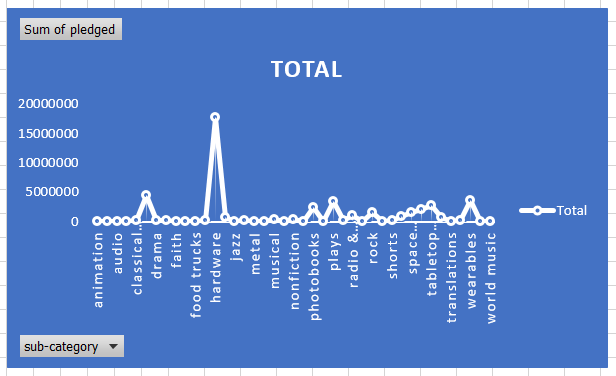 Sum of pledged
TOTAL
20000000
15000000
10000000
5000000
0
Total
animation
audio
classical...
drama
faith
food trucks
hardware
jazz
metal
musical
nonfiction
photobooks
plays
radio &...
rock
shorts
space...
tabletop...
translations
wearables
world music
sub-category